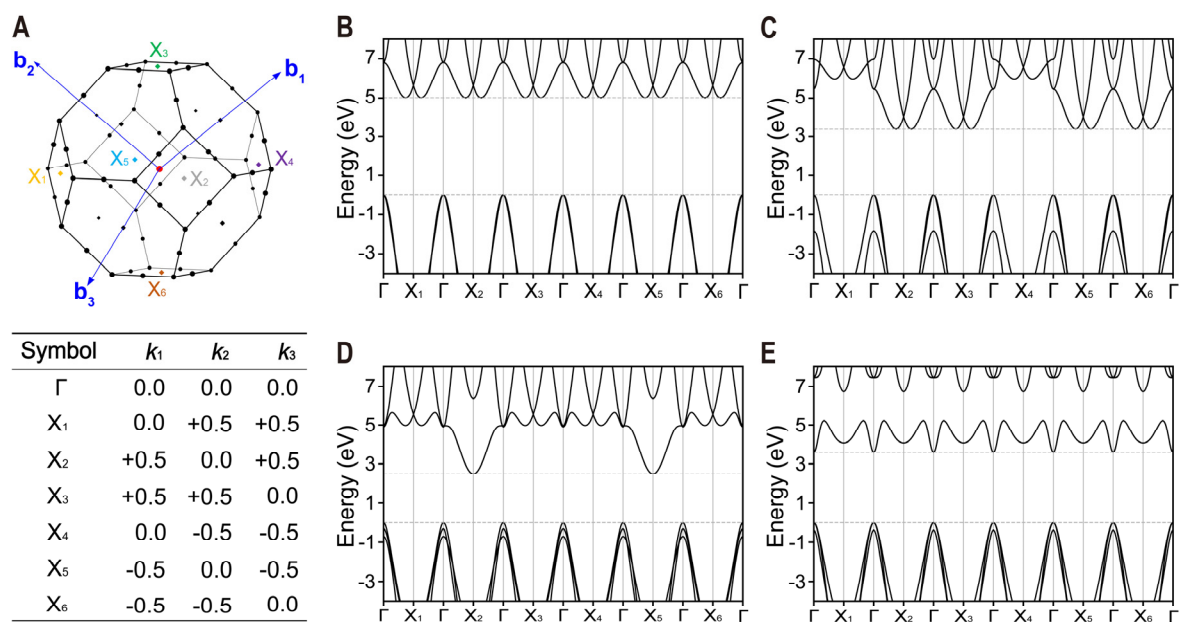 A
X₃
b₂
b₁
X₅
X₄
X₁
X₂
b₃
X₆
Symbol k₁ k₂ k₃
Γ 0.0 0.0 0.0
X₁ 0.0 +0.5 +0.5
X₂ +0.5 0.0 +0.5
X₃ +0.5 +0.5 0.0
X₄ 0.0 -0.5 -0.5
X₅ -0.5 0.0 -0.5
X₆ -0.5 -0.5 0.0
B
Energy (eV)
7
5
3
1
-1
-3
Γ X₁ Γ X₂ Γ X₃ Γ X₄ Γ X₅ Γ X₆ Γ
C
Energy (eV)
7
5
3
1
-1
-3
Γ X₁ Γ X₂ Γ X₃ Γ X₄ Γ X₅ Γ X₆ Γ
D
Energy (eV)
7
5
3
1
-1
-3
Γ X₁ Γ X₂ Γ X₃ Γ X₄ Γ X₅ Γ X₆ Γ
E
Energy (eV)
7
5
3
1
-1
-3
Γ X₁ Γ X₂ Γ X₃ Γ X₄ Γ X₅ Γ X₆ Γ